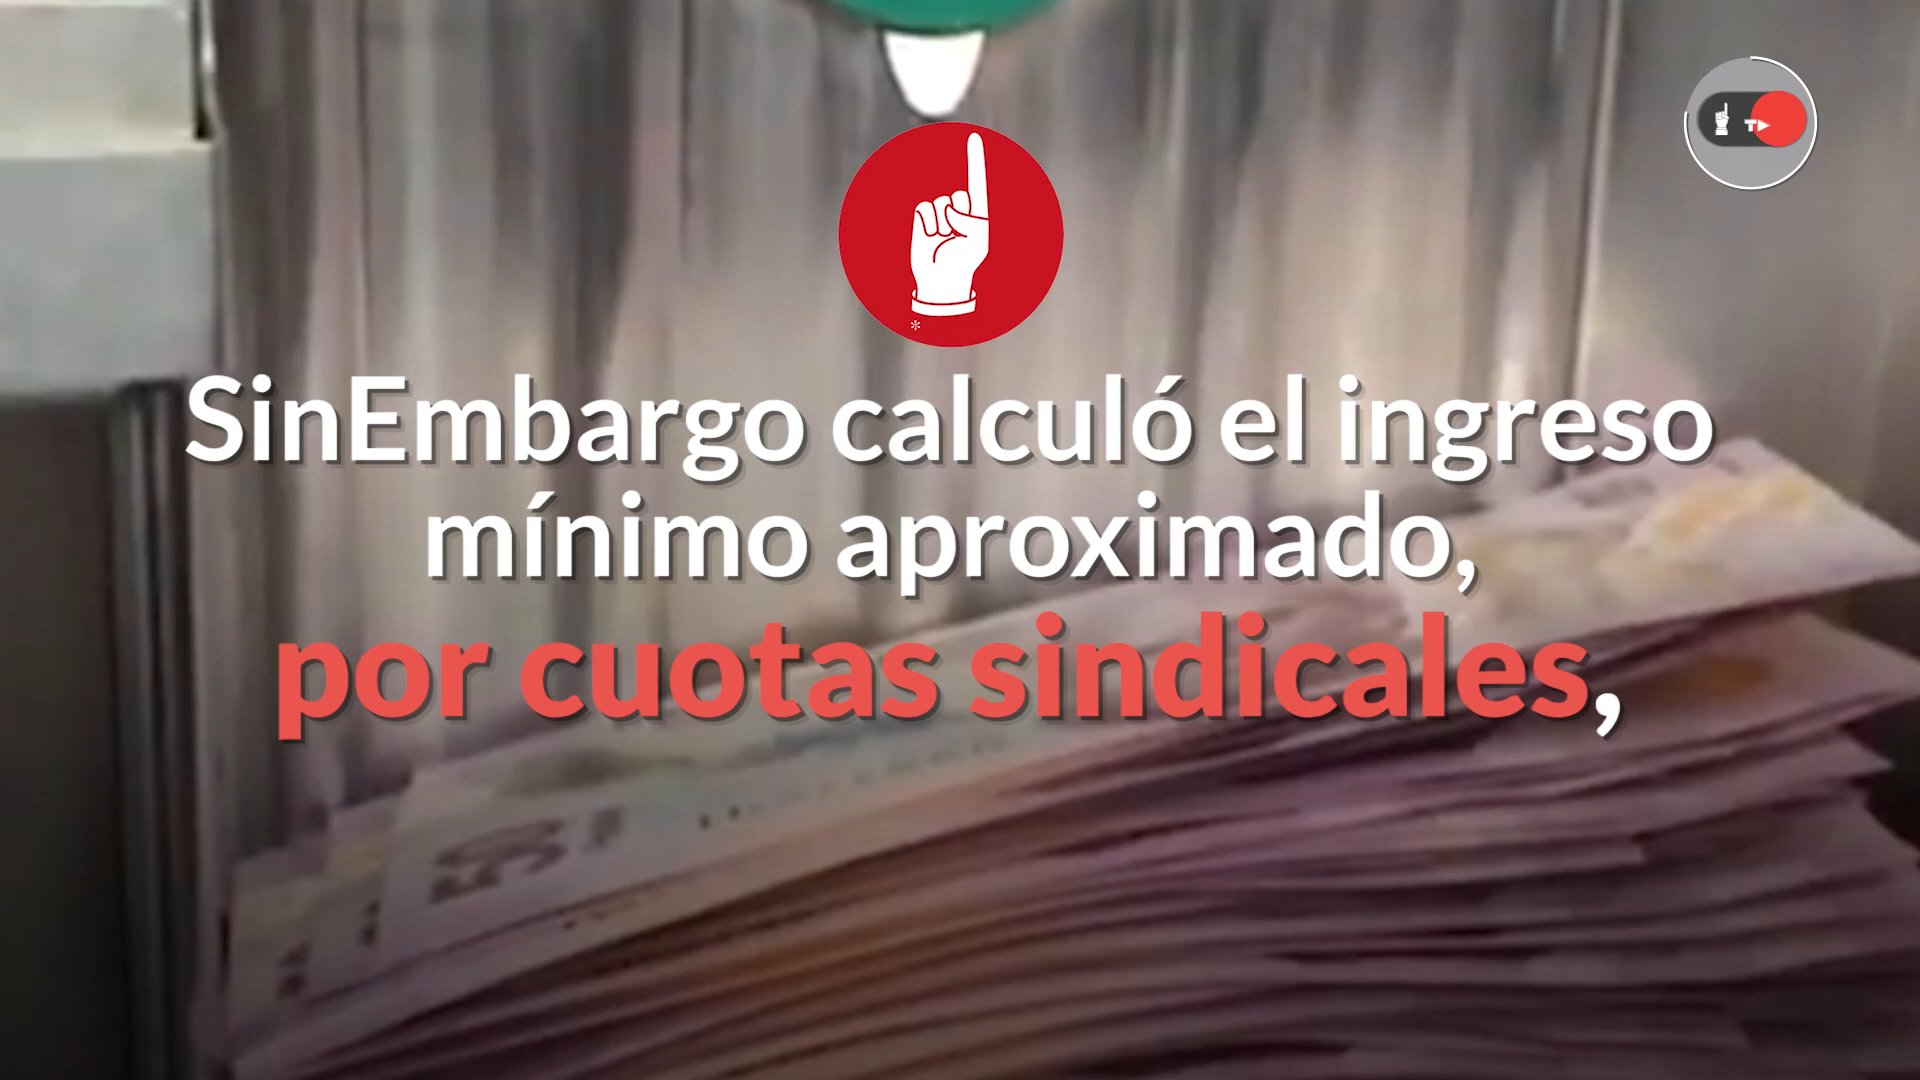 SinEmbargo calculó el ingreso
mínimo aproximado,
por cuotas sindicales,